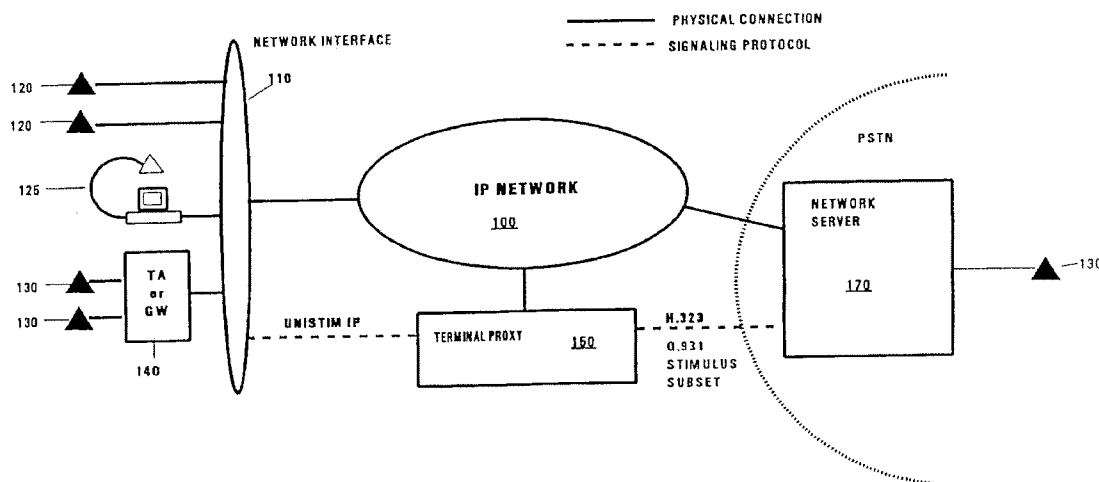 PHYSICAL CONNECTION
SIGNALING PROTOCOL
NETWORK INTERFACE
110
120
120
125
130
130
TA
or
GW
140
UNISTIM IP
IP NETWORK
100
TERMINAL PROXY
150
H.323
Q.931
STIMULUS
SUBSET
PSTN
NETWORK
SERVER
170
130